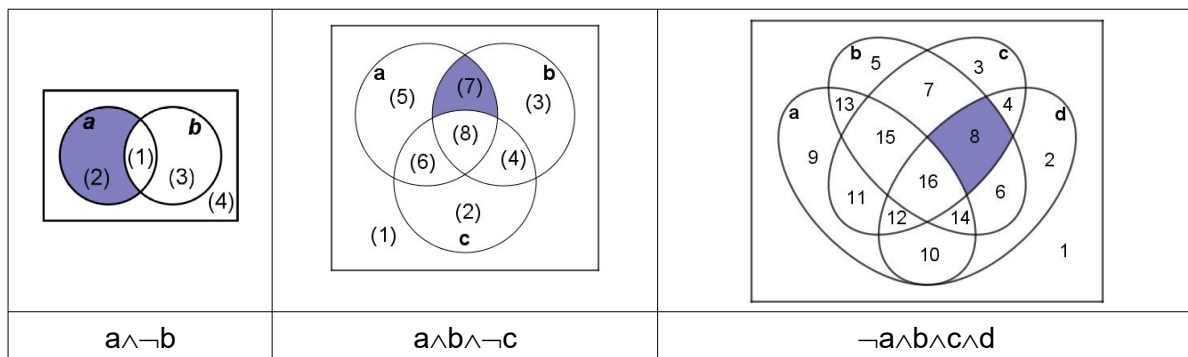 a
b
(1)
(2)
(3)
(4)
a
b
(7)
(5)
(3)
(8)
(6)
(4)
(2)
(1)
c
b
c
5
3
7
4
13
a
d
15
8
9
2
16
6
11
12
14
10
1
a∧¬b
a∧b∧¬c
¬a∧b∧c∧d